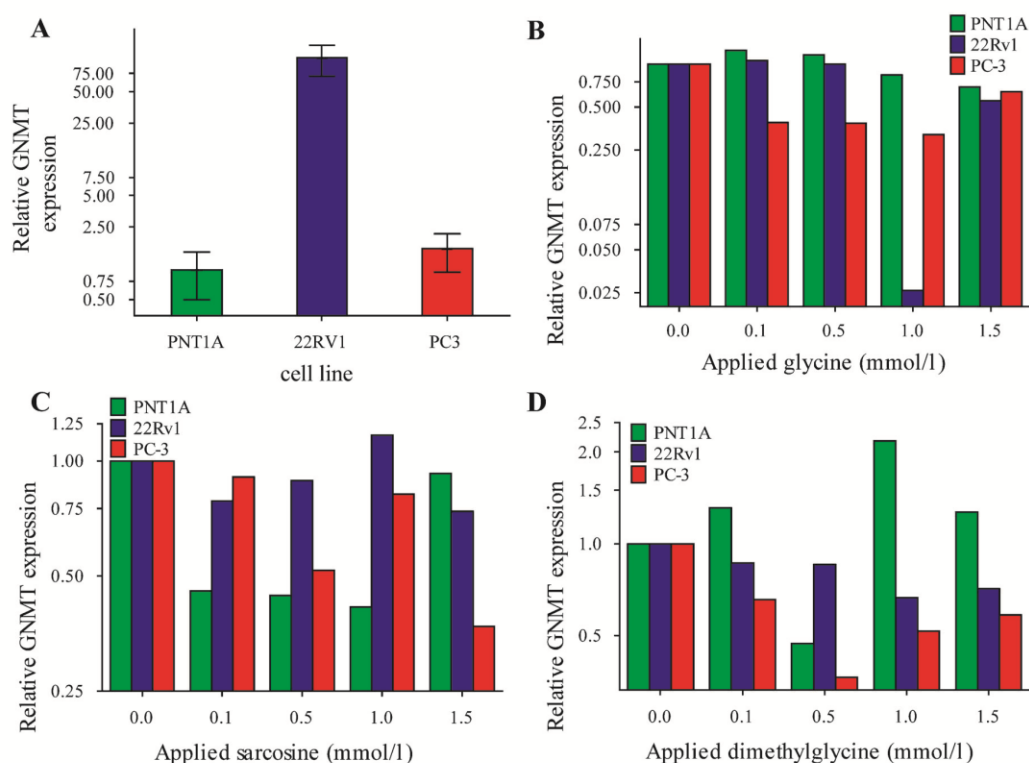 A
Relative GNMT
expression
75.00
50.00
25.00
7.50
5.00
2.50
0.75
0.50
PNT1A
22RV1
PC3
cell line
B
PNT1A
22Rv1
PC-3
Relative GNMT expression
0.750
0.500
0.250
0.075
0.050
0.025
0.0
0.1
0.5
1.0
1.5
Applied glycine (mmol/l)
C
PNT1A
22Rv1
PC-3
Relative GNMT expression
1.25
1.00
0.75
0.50
0.25
0.0
0.1
0.5
1.0
1.5
Applied sarcosine (mmol/l)
D
PNT1A
22Rv1
PC-3
Relative GNMT expression
2.5
2.0
1.5
1.0
0.5
0.0
0.1
0.5
1.0
1.5
Applied dimethylglycine (mmol/l)